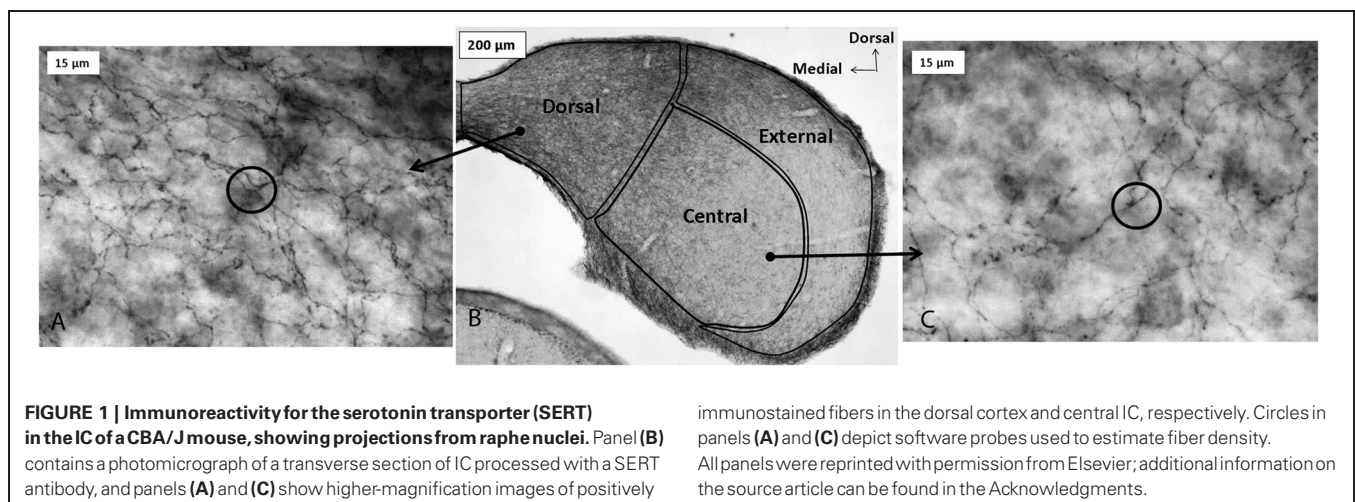 15 μm
A
200 μm
Dorsal
Medial
Dorsal
External
Central
B
15 μm
C
FIGURE 1 | Immunoreactivity for the serotonin transporter (SERT)
in the IC of a CBA/J mouse, showing projections from raphe nuclei. Panel (B)
contains a photomicrograph of a transverse section of IC processed with a SERT
antibody, and panels (A) and (C) show higher-magnification images of positively
immunostained fibers in the dorsal cortex and central IC, respectively. Circles in
panels (A) and (C) depict software probes used to estimate fiber density.
All panels were reprinted with permission from Elsevier; additional information on
the source article can be found in the Acknowledgments.